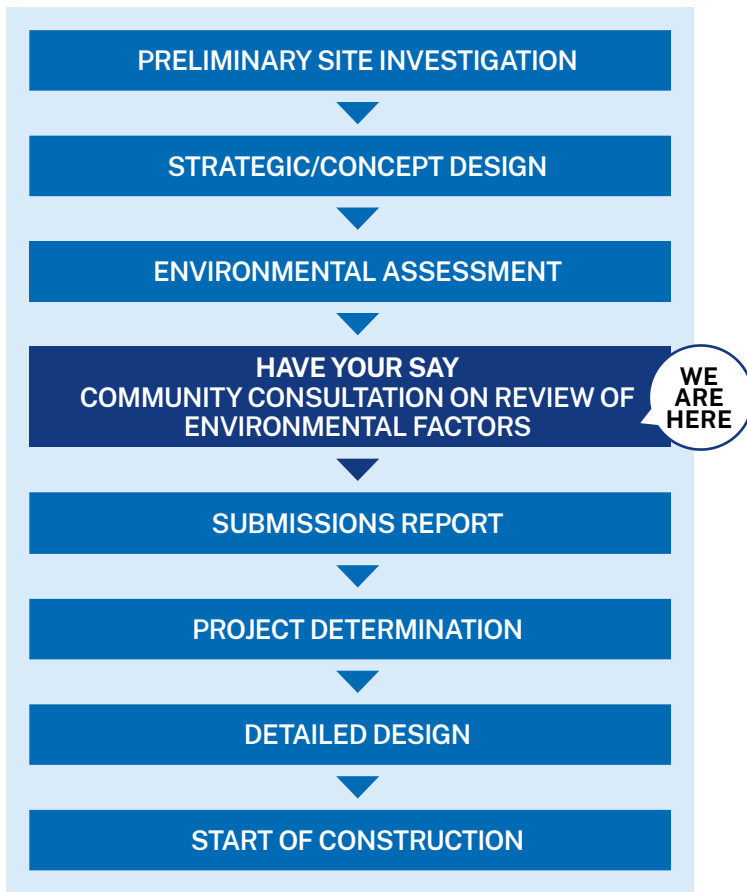 PRELIMINARY SITE INVESTIGATION
STRATEGIC/CONCEPT DESIGN
ENVIRONMENTAL ASSESSMENT
HAVE YOUR SAY
COMMUNITY CONSULTATION ON REVIEW OF
ENVIRONMENTAL FACTORS
WE
ARE
HERE
SUBMISSIONS REPORT
PROJECT DETERMINATION
DETAILED DESIGN
START OF CONSTRUCTION